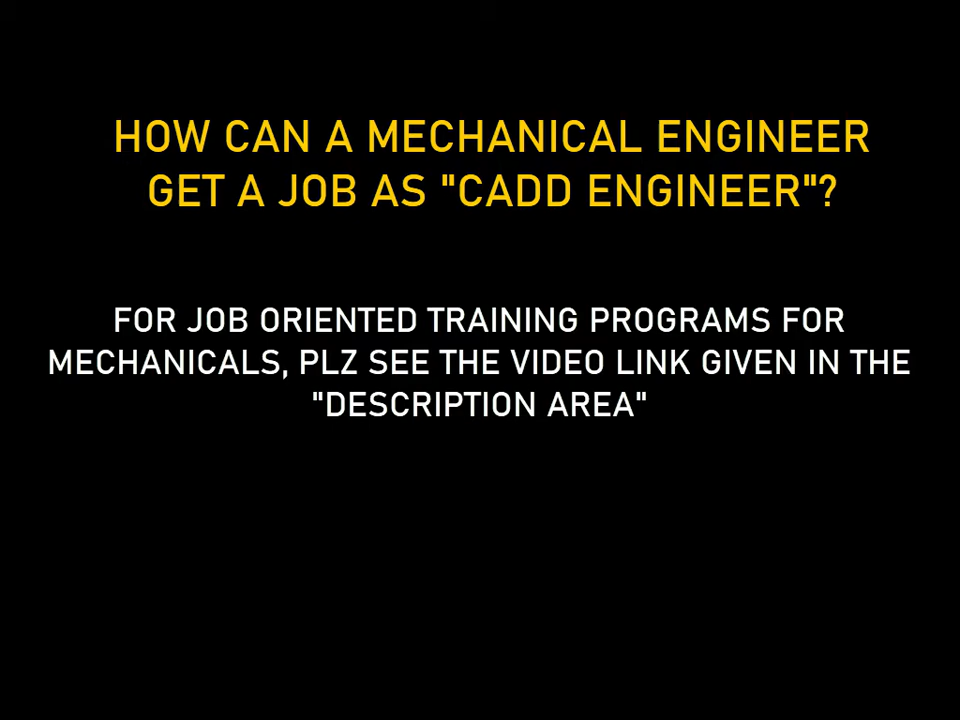 HOW CAN A MECHANICAL ENGINEER
GET A JOB AS "CADD ENGINEER"?
FOR JOB ORIENTED TRAINING PROGRAMS FOR
MECHANICALS, PLZ SEE THE VIDEO LINK GIVEN IN THE
"DESCRIPTION AREA"